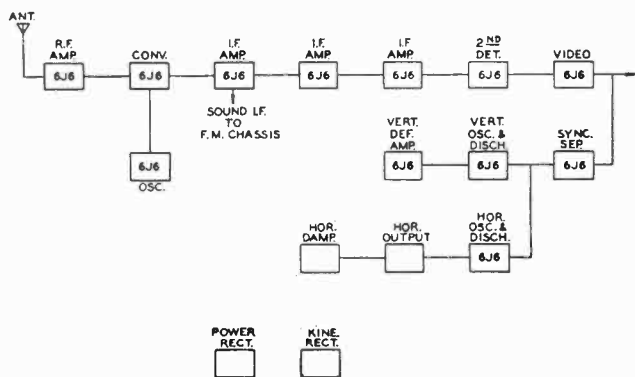 ANT.
R.F. AMP.
6J6
CONV.
6J6
I.F. AMP.
6J6
I.F. AMP.
6J6
I.F. AMP.
6J6
2ND DET.
6J6
VIDEO
6J6
SOUND I.F.
TO
F.M. CHASSIS
6J6
OSC.
VERT.
DEF.
AMP.
6J6
VERT.
OSC. &
DISCH.
6J6
SYNC.
SEP.
6J6
HOR.
DAMP.
HOR.
OUTPUT
HOR.
OSC. &
DISCH.
6J6
POWER
RECT.
KINE.
RECT.